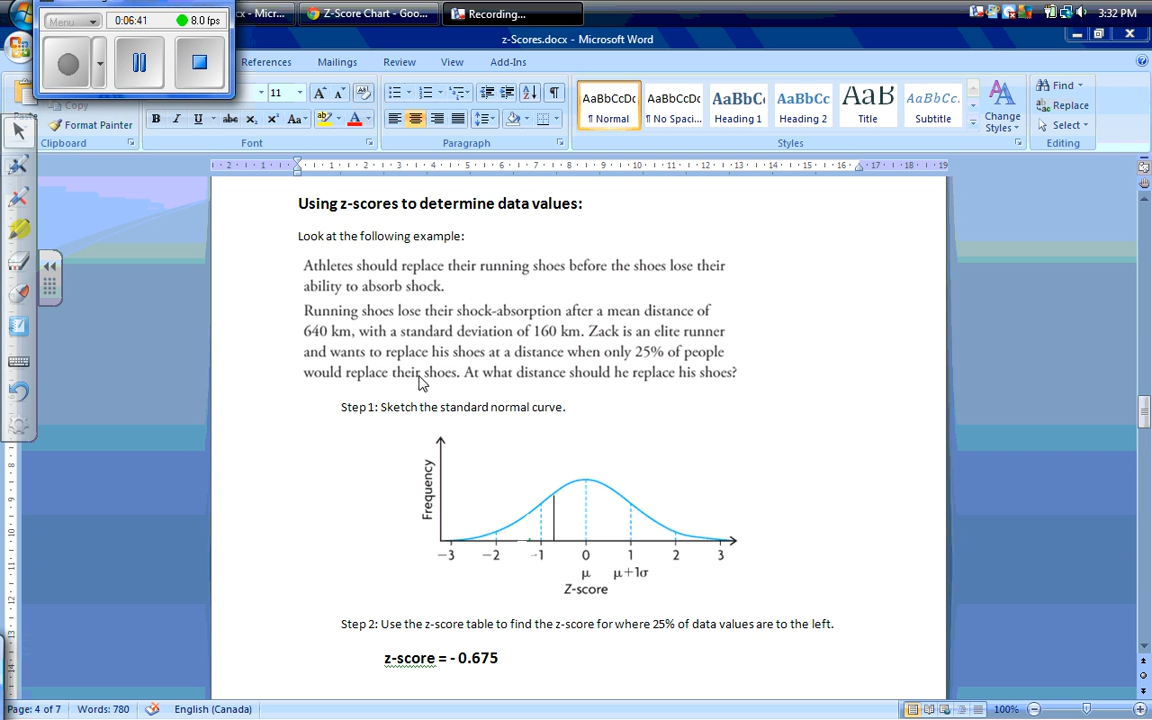 Menu 0:06:41 8.0 fps
cx - Micr... Z-Score Chart - Goo... Recording... 3:32 PM
z-Scores.docx - Microsoft Word
References Mailings Review View Add-Ins
Copy
Format Painter
11
AaBbCcDc AaBbCcDc AaBbC AaBbCc AaB AaBbCc.
¶ Normal ¶ No Spaci... Heading 1 Heading 2 Title Subtitle
Change Styles
Find
Replace
Select
Clipboard Font Paragraph Styles Editing
Using z-scores to determine data values:
Look at the following example:
Athletes should replace their running shoes before the shoes lose their
ability to absorb shock.
Running shoes lose their shock-absorption after a mean distance of
640 km, with a standard deviation of 160 km. Zack is an elite runner
and wants to replace his shoes at a distance when only 25% of people
would replace their shoes. At what distance should he replace his shoes?
Step 1: Sketch the standard normal curve.
Frequency
−3 −2 -1 0 1 2 3
μ μ+1σ
Z-score
Step 2: Use the z-score table to find the z-score for where 25% of data values are to the left.
z-score = - 0.675
Page: 4 of 7 Words: 780 English (Canada) 100%